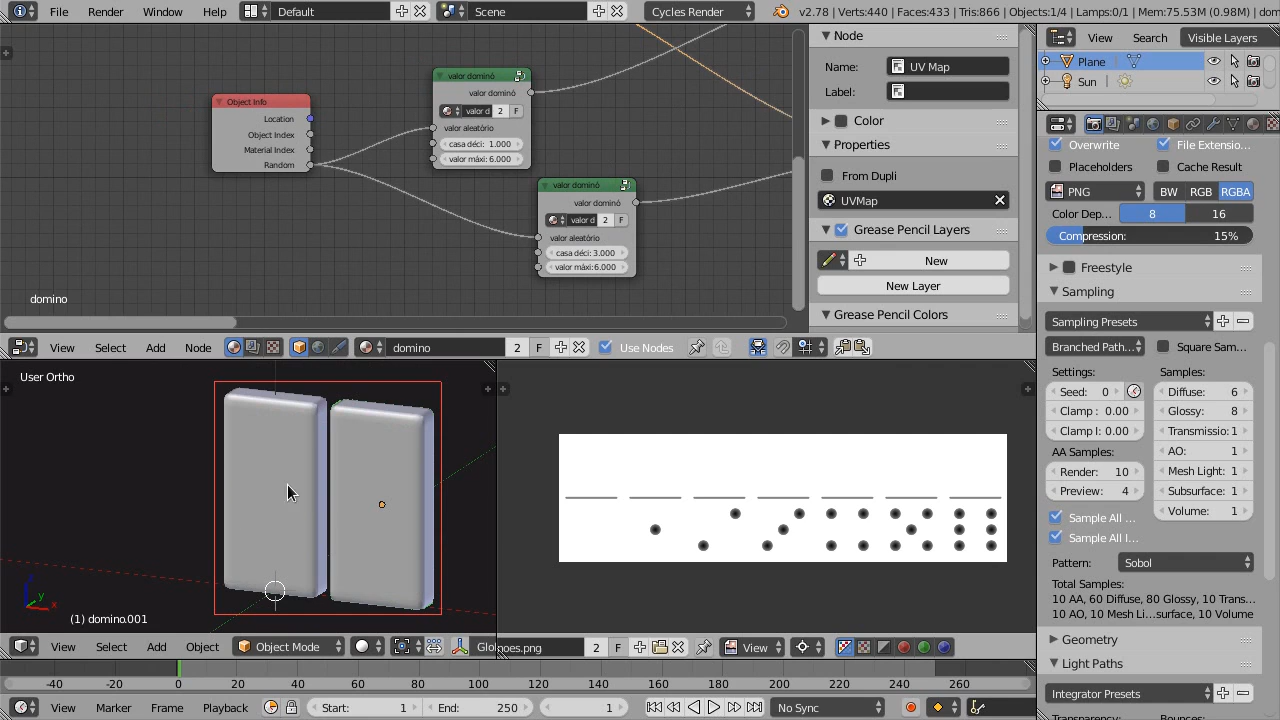 File Render Window Help Default Scene Cycles Render v2.78 | Verts:440 | Faces:433 | Tris:866 | Objects:1/4 | Lamps:0/1 | Mem:75.53M (0.98M) | dom
View Search Visible Layers
Plane
Sun
Node
Name: UV Map
Label:
Color
Properties
From Dupli
UVMap
Grease Pencil Layers
New
New Layer
Grease Pencil Colors
Object Info
Location
Object Index
Material Index
Random
valor dominó
valor dominó
valor d 2 F
valor aleatório
casa déci: 1.000
valor máxi: 6.000
valor dominó
valor dominó
valor d 2 F
valor aleatório
casa déci: 3.000
valor máxi: 6.000
domino
View Select Add Node domino 2 F Use Nodes
Overwrite File Extensio...
Placeholders Cache Result
PNG BW RGB RGBA
Color Dep... 8 16
Compression: 15%
Freestyle
Sampling
Sampling Presets
Branched Path... Square Sam...
Settings: Samples:
Seed: 0 Diffuse: 6
Clamp : 0.00 Glossy: 8
Clamp I: 0.00 Transmissio: 1
AA Samples: AO: 1
Render: 10 Mesh Light: 1
Preview: 4 Subsurface: 1
Sample All ... Volume: 1
Sample All I...
Pattern: Sobol
Total Samples:
10 AA, 60 Diffuse, 80 Glossy, 10 Trans...
10 AO, 10 Mesh Li...surface, 10 Volume
Geometry
Light Paths
Integrator Presets
User Ortho
(1) domino.001
View Select Add Object Object Mode
2 F View
-40 -20 0 20 40 60 80 100 120 140 160 180 200 220 240 260
View Marker Frame Playback Start: 1 End: 250 1 No Sync